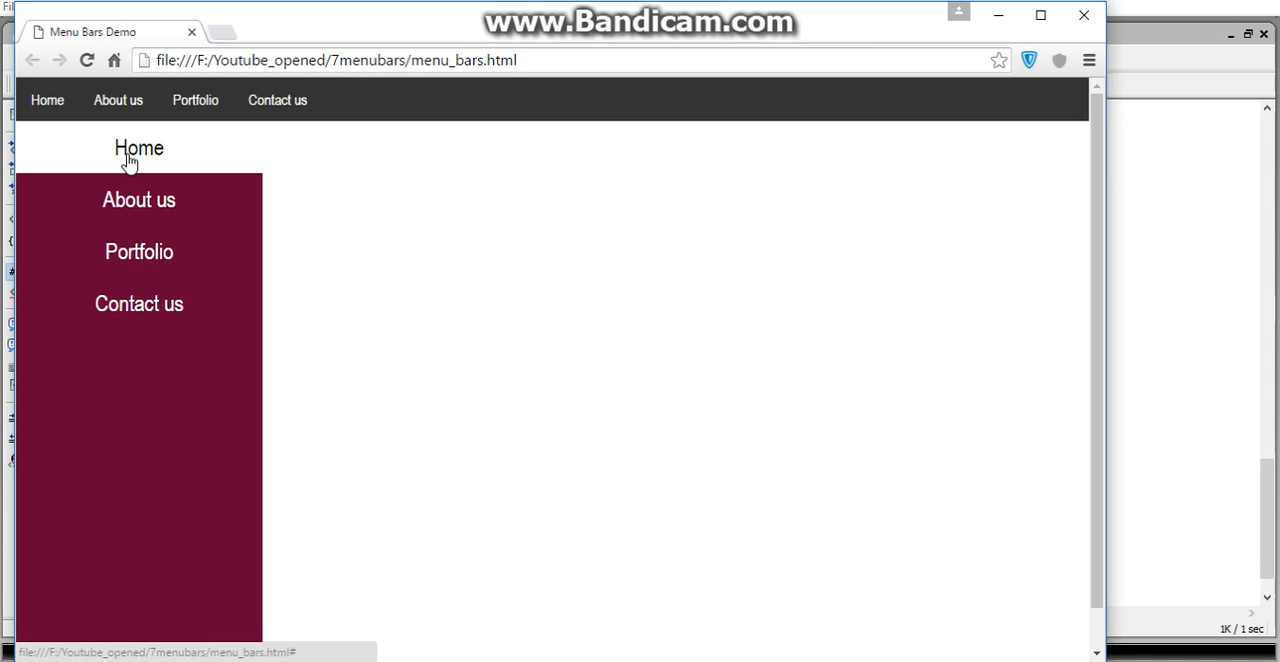 www.Bandicam.com
Fi
Menu Bars Demo
file:///F:/Youtube_opened/7menubars/menu_bars.html
Home About us Portfolio Contact us
Home
About us
Portfolio
Contact us
1K / 1 sec
file:///F:/Youtube_opened/7menubars/menu_bars.html#